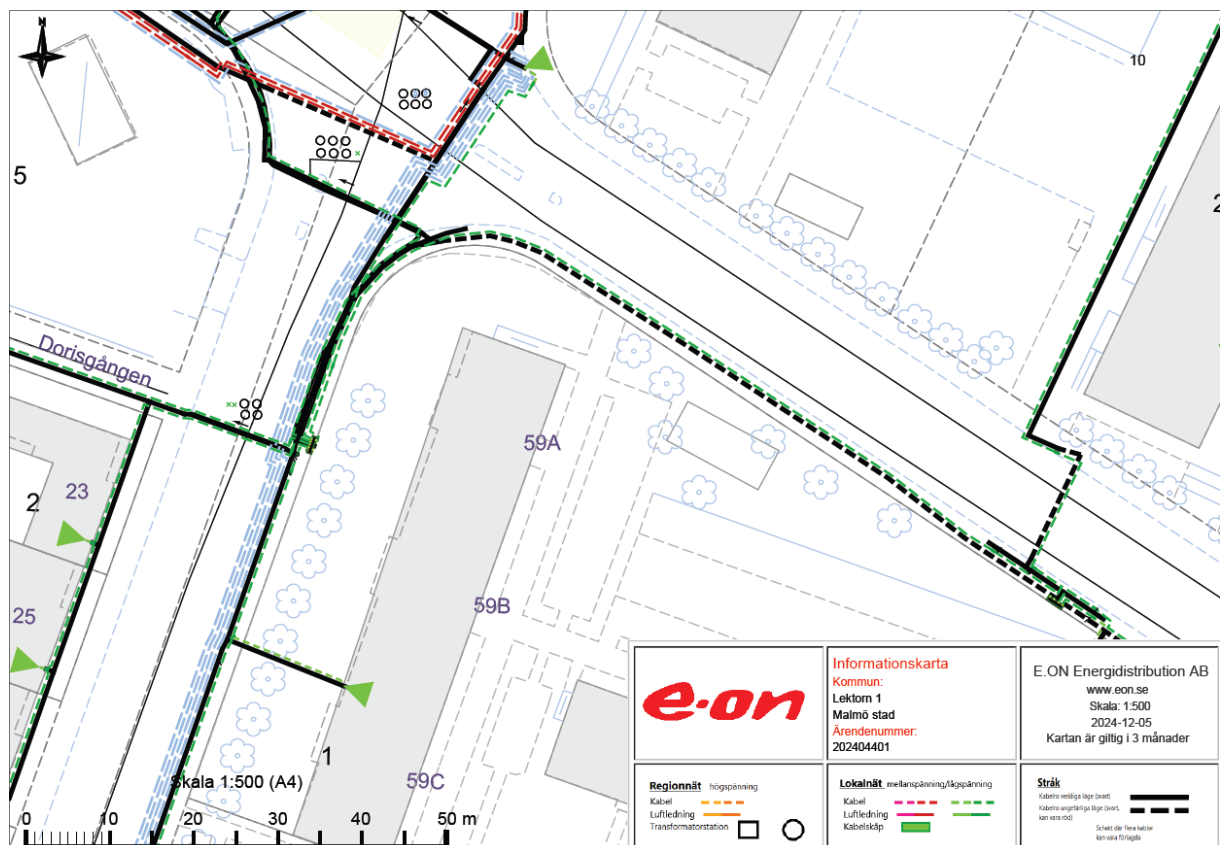 N
10
5
2
Dorisgången
xx
x
59A
2
23
59B
25
1
59C
Skala 1:500 (A4)
0 10 20 30 40 50 m
e·on
Informationskarta
Kommun:
Lektorn 1
Malmö stad
Ärendenummer:
202404401
E.ON Energidistribution AB
www.eon.se
Skala: 1:500
2024-12-05
Kartan är giltig i 3 månader
Regionnät högspänning
Kabel
Luftledning
Transformatorstation
Lokalnät mellanspänning/lågspänning
Kabel
Luftledning
Kabelskåp
Stråk
Kabelns verkliga läge (svart)
Kabelns ungefärliga läge (svart,
kan vara röd)
Schakt där flera kablar
kan vara förlagda